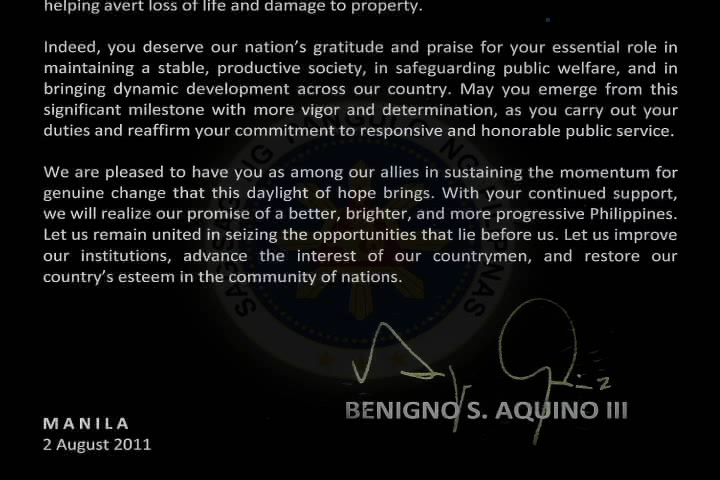 helping avert loss of life and damage to property.
Indeed, you deserve our nation's gratitude and praise for your essential role in
maintaining a stable, productive society, in safeguarding public welfare, and in
bringing dynamic development across our country. May you emerge from this
significant milestone with more vigor and determination, as you carry out your
duties and reaffirm your commitment to responsive and honorable public service.
We are pleased to have you as among our allies in sustaining the momentum for
genuine change that this daylight of hope brings. With your continued support,
we will realize our promise of a better, brighter, and more progressive Philippines.
Let us remain united in seizing the opportunities that lie before us. Let us improve
our institutions, advance the interest of our countrymen, and restore our
country's esteem in the community of nations.
BENIGNO S. AQUINO III
MANILA
2 August 2011